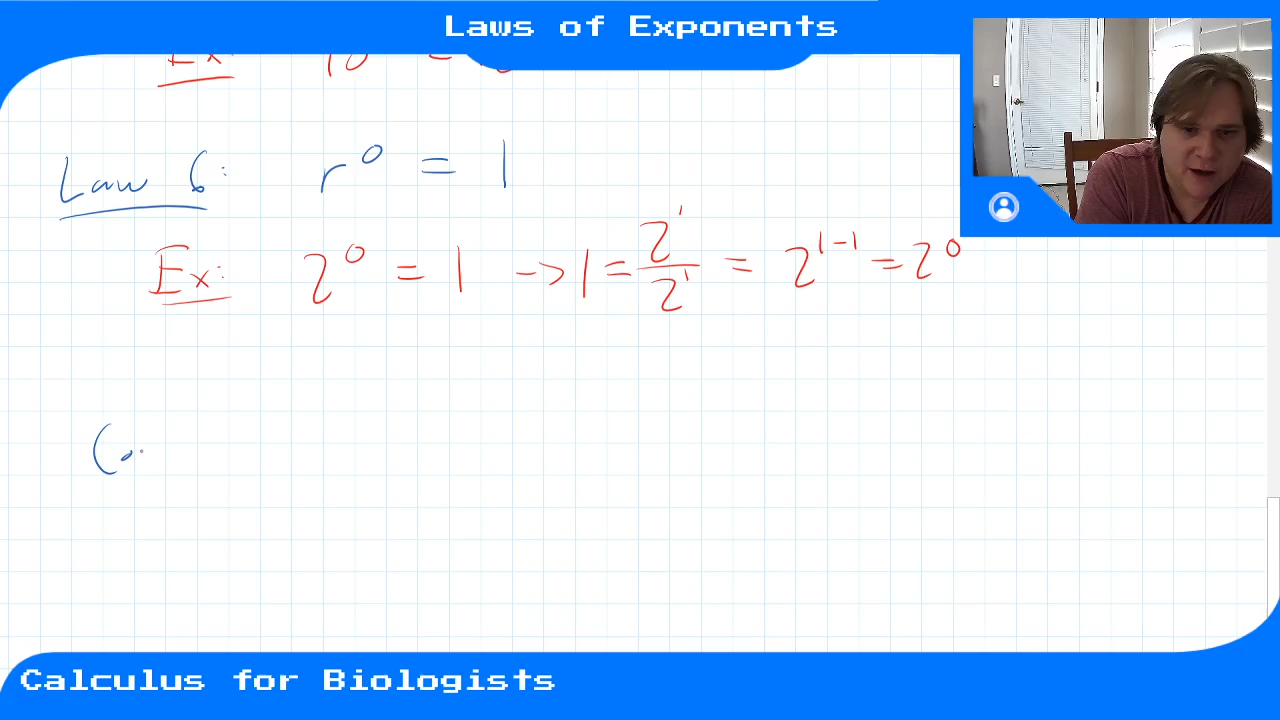 Laws of Exponents
Ex:
Law 6: r⁰ = 1
Ex: 2⁰ = 1 → 1 = 2¹/2¹ = 2¹⁻¹ = 2⁰
Calculus for Biologists